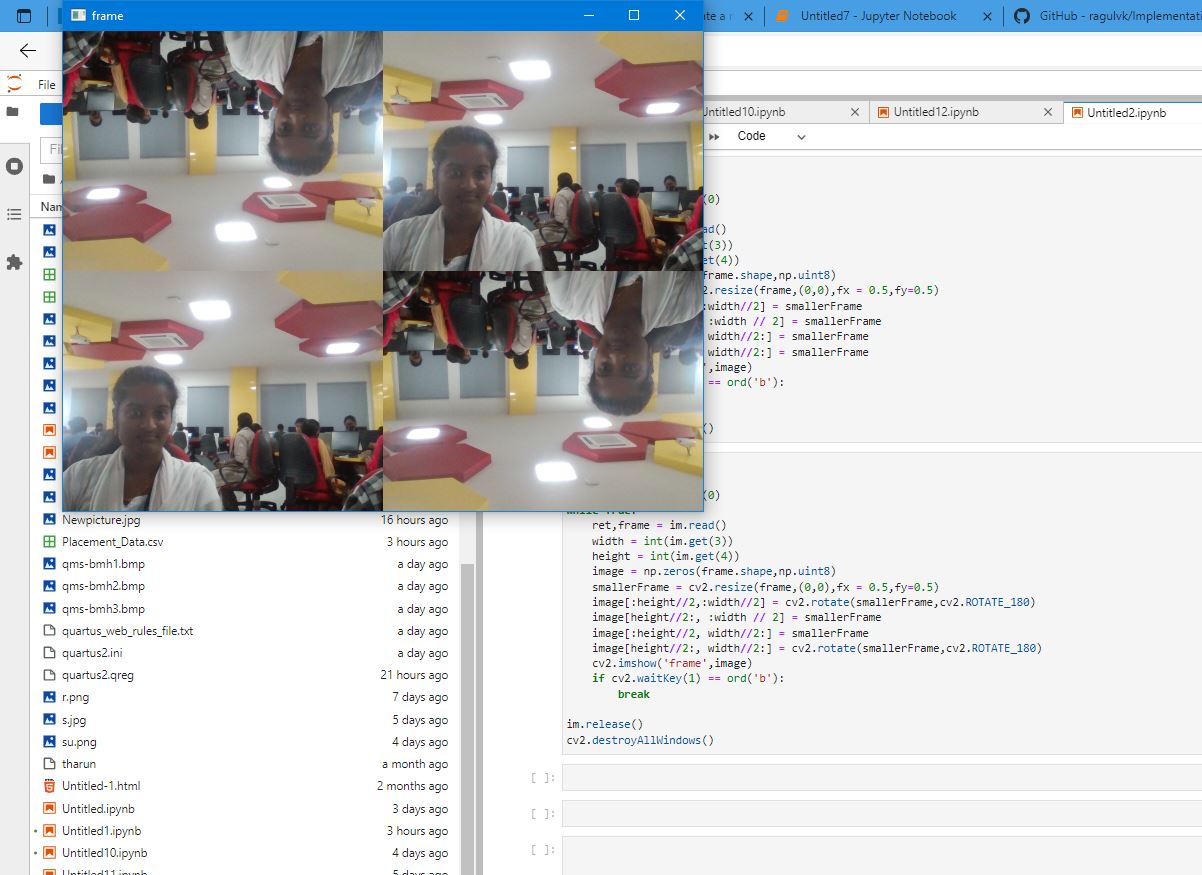 frame
Untitled7 - Jupyter Notebook
GitHub - ragulvk/Implementati
File
Untitled10.ipynb
Untitled12.ipynb
Untitled2.ipynb
Code
Fi
Nam
(0)
ad()
t(3))
et(4))
frame.shape,np.uint8)
2.resize(frame,(0,0),fx = 0.5,fy=0.5)
:width//2] = smallerFrame
:width // 2] = smallerFrame
width//2:] = smallerFrame
width//2:] = smallerFrame
',image)
== ord('b'):
()
(0)
while True:
ret,frame = im.read()
width = int(im.get(3))
height = int(im.get(4))
image = np.zeros(frame.shape,np.uint8)
smallerFrame = cv2.resize(frame,(0,0),fx = 0.5,fy=0.5)
image[:height//2,:width//2] = cv2.rotate(smallerFrame,cv2.ROTATE_180)
image[height//2:, :width // 2] = smallerFrame
image[:height//2, width//2:] = smallerFrame
image[height//2:, width//2:] = cv2.rotate(smallerFrame,cv2.ROTATE_180)
cv2.imshow('frame',image)
if cv2.waitKey(1) == ord('b'):
break
im.release()
cv2.destroyAllWindows()
[ ]:
[ ]:
[ ]:
Newpicture.jpg 16 hours ago
Placement_Data.csv 3 hours ago
qms-bmh1.bmp a day ago
qms-bmh2.bmp a day ago
qms-bmh3.bmp a day ago
quartus_web_rules_file.txt a day ago
quartus2.ini a day ago
quartus2.qreg 21 hours ago
r.png 7 days ago
s.jpg 5 days ago
su.png 4 days ago
tharun a month ago
Untitled-1.html 2 months ago
Untitled.ipynb 3 days ago
Untitled1.ipynb 3 hours ago
Untitled10.ipynb 4 days ago
Untitled11.ipynb 5 days ago